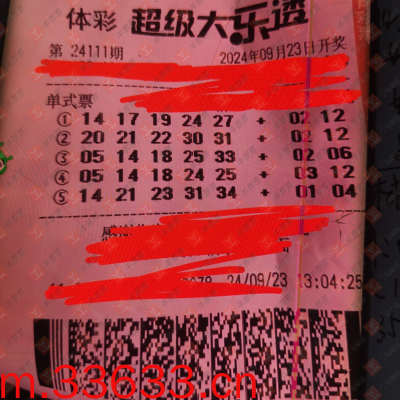 体彩 超级大乐透
第 24111期 2024年09月23日开奖
单式票
① 14 17 19 24 27 + 02 12
② 20 21 22 30 31 + 02 12
③ 05 14 18 25 33 + 02 06
④ 05 14 18 24 25 + 03 12
⑤ 14 21 23 31 34 + 01 04
24/09/23 13:04:25
m.33633.cn